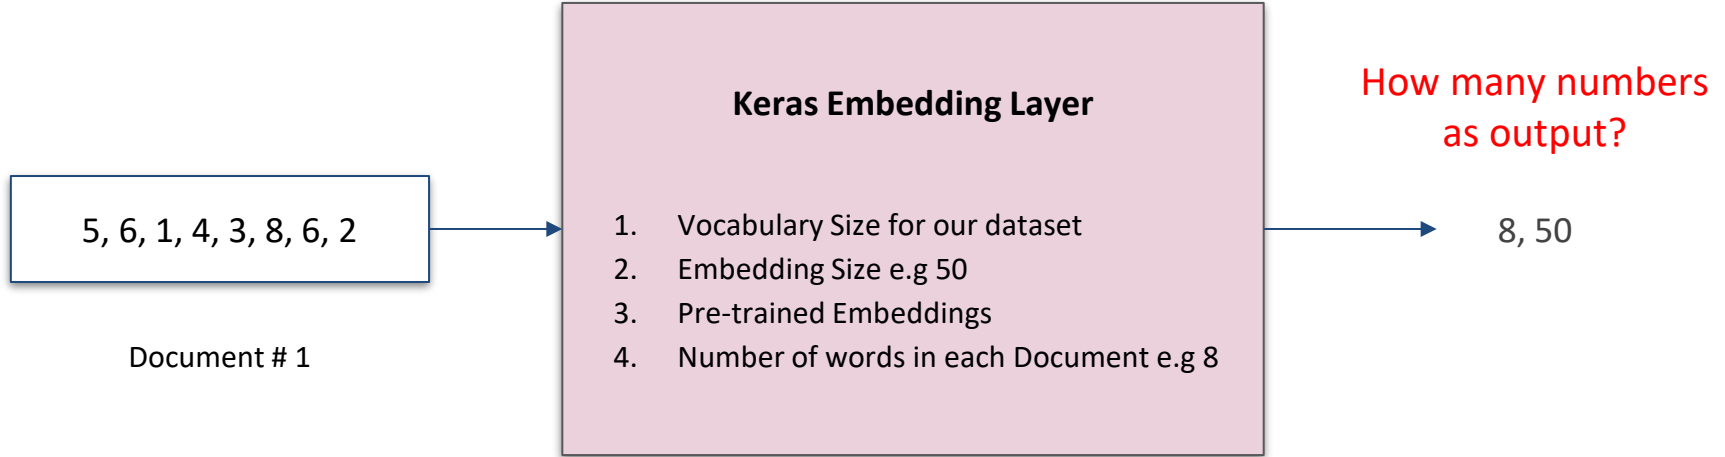 5, 6, 1, 4, 3, 8, 6, 2
Document # 1
Keras Embedding Layer
1. Vocabulary Size for our dataset
2. Embedding Size e.g 50
3. Pre-trained Embeddings
4. Number of words in each Document e.g 8
How many numbers
as output?
8, 50